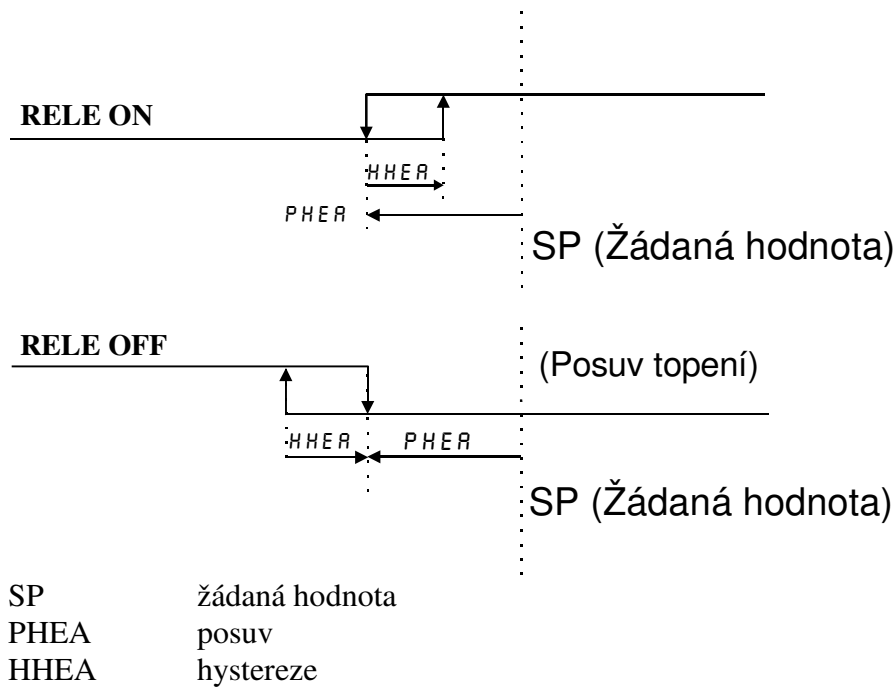 RELE ON
HHEA
PHEA
SP (Žádaná hodnota)
RELE OFF
(Posuv topení)
HHEA PHEA
SP (Žádaná hodnota)
SP žádaná hodnota
PHEA posuv
HHEA hystereze